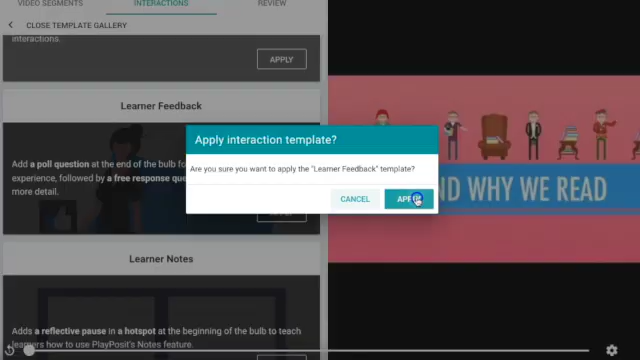 VIDEO SEGMENTS
INTERACTIONS
REVIEW
CLOSE TEMPLATE GALLERY
interactions.
APPLY
Learner Feedback
Add a poll question at the end of the bulb fo
experience, followed by a free response que
more detail.
Apply interaction template?
Are you sure you want to apply the "Learner Feedback" template?
CANCEL
APPLY
ND WHY WE READ
APPLY
Learner Notes
Adds a reflective pause in a hotspot at the beginning of the bulb to teach
learners how to use PlayPosit's Notes feature.